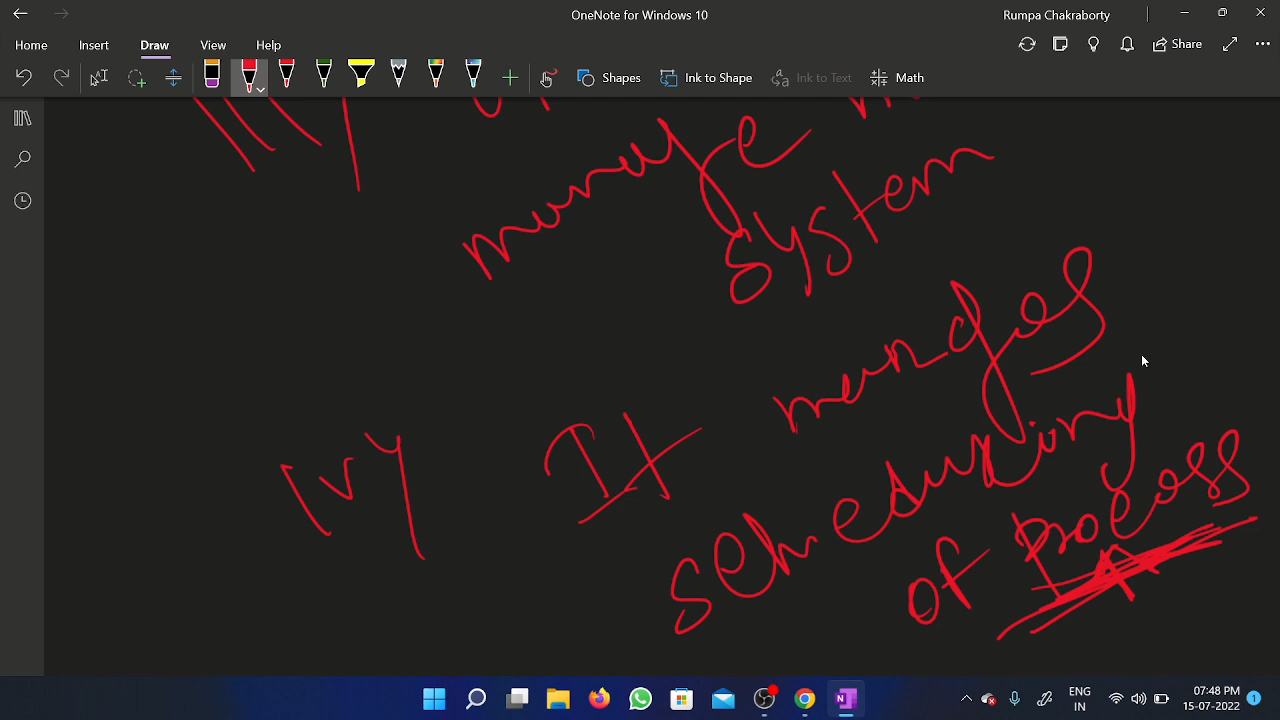 OneNote for Windows 10
Rumpa Chakraborty
Home Insert Draw View Help
Share
Shapes Ink to Shape Ink to Text Math
manage
system
iv) It manages
scheduling
of process
ENG
IN
07:48 PM
15-07-2022
1